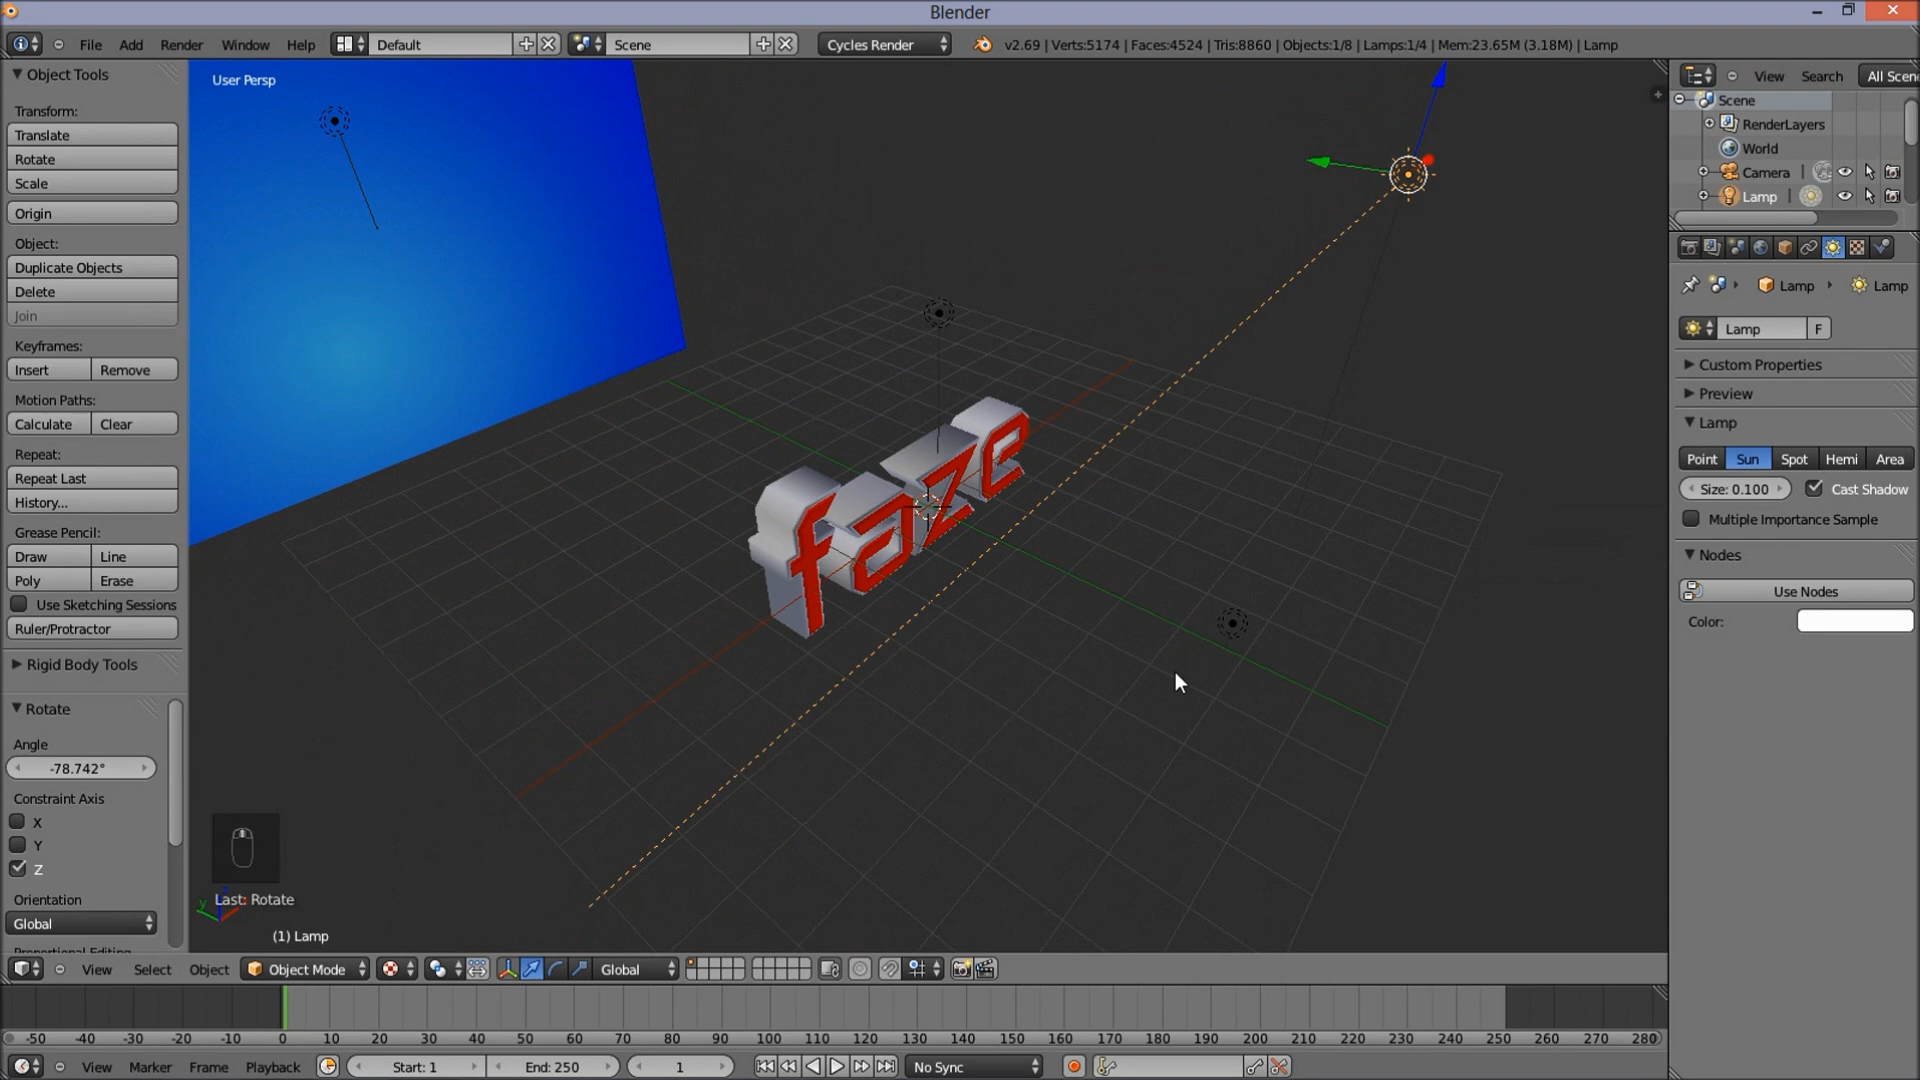 Blender
File Add Render Window Help Default Scene Cycles Render v2.69 | Verts:5174 | Faces:4524 | Tris:8860 | Objects:1/8 | Lamps:1/4 | Mem:23.65M (3.18M) | Lamp
Object Tools
Transform:
Translate
Rotate
Scale
Origin
Object:
Duplicate Objects
Delete
Join
Keyframes:
Insert Remove
Motion Paths:
Calculate Clear
Repeat:
Repeat Last
History...
Grease Pencil:
Draw Line
Poly Erase
Use Sketching Sessions
Ruler/Protractor
Rigid Body Tools
Rotate
Angle
-78.742°
Constraint Axis
X
Y
Z
Orientation
Global
User Persp
faze
y
Last: Rotate
(1) Lamp
View Search All Scen
Scene
RenderLayers
World
Camera
Lamp
Lamp Lamp
Lamp F
Custom Properties
Preview
Lamp
Point Sun Spot Hemi Area
Size: 0.100 Cast Shadow
Multiple Importance Sample
Nodes
Use Nodes
Color:
View Select Object Object Mode Global
-50 -40 -30 -20 -10 0 10 20 30 40 50 60 70 80 90 100 110 120 130 140 150 160 170 180 190 200 210 220 230 240 250 260 270 280
View Marker Frame Playback Start: 1 End: 250 1 No Sync